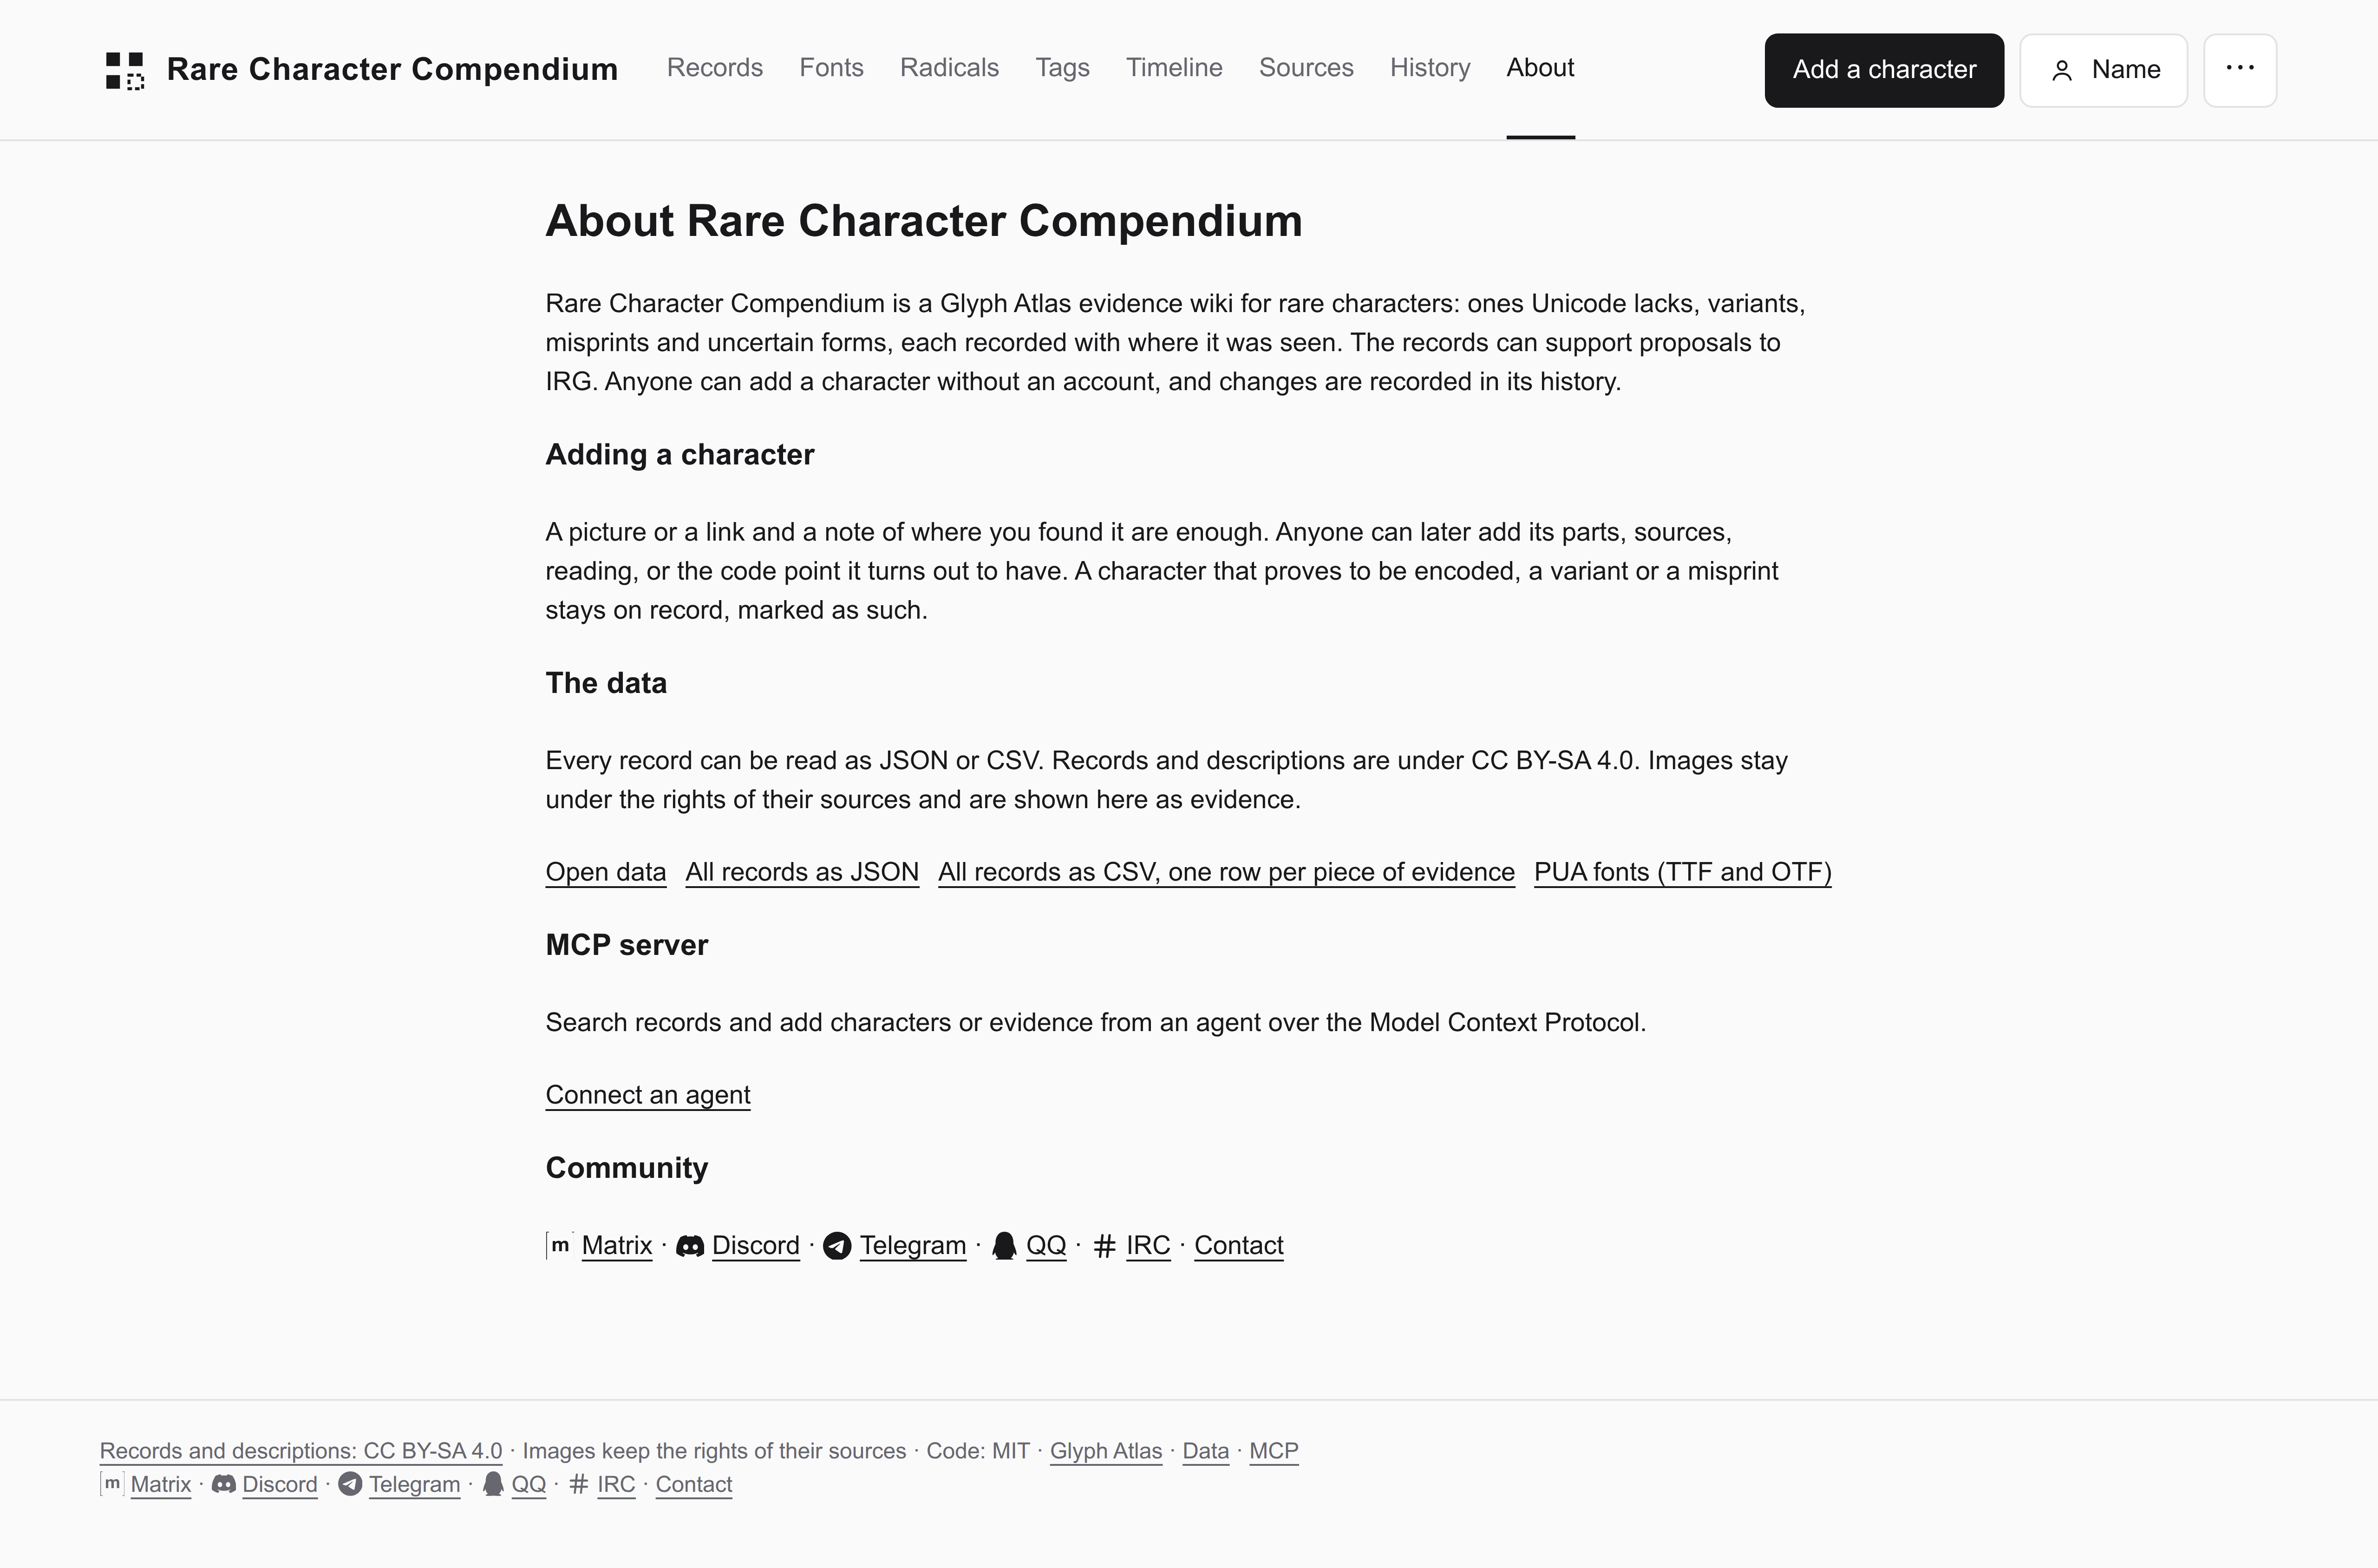 Rare Character Compendium Records Fonts Radicals Tags Timeline Sources History About Add a character Name ...
About Rare Character Compendium
Rare Character Compendium is a Glyph Atlas evidence wiki for rare characters: ones Unicode lacks, variants,
misprints and uncertain forms, each recorded with where it was seen. The records can support proposals to
IRG. Anyone can add a character without an account, and changes are recorded in its history.
Adding a character
A picture or a link and a note of where you found it are enough. Anyone can later add its parts, sources,
reading, or the code point it turns out to have. A character that proves to be encoded, a variant or a misprint
stays on record, marked as such.
The data
Every record can be read as JSON or CSV. Records and descriptions are under CC BY-SA 4.0. Images stay
under the rights of their sources and are shown here as evidence.
Open data All records as JSON All records as CSV, one row per piece of evidence PUA fonts (TTF and OTF)
MCP server
Search records and add characters or evidence from an agent over the Model Context Protocol.
Connect an agent
Community
[m] Matrix · Discord · Telegram · QQ · # IRC · Contact
Records and descriptions: CC BY-SA 4.0 · Images keep the rights of their sources · Code: MIT · Glyph Atlas · Data · MCP
[m] Matrix · Discord · Telegram · QQ · # IRC · Contact